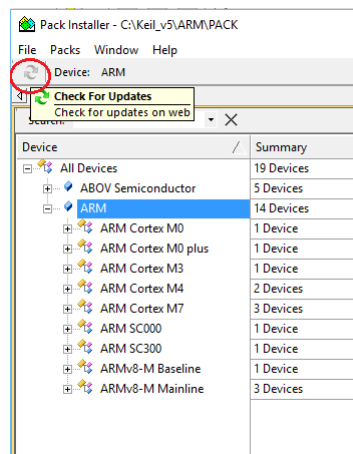 Pack Installer - C:\Keil_v5\ARM\PACK
File Packs Window Help
Device: ARM
Check For Updates
Check for updates on web
Search:
Device / Summary
All Devices 19 Devices
ABOV Semiconductor 5 Devices
ARM 14 Devices
ARM Cortex M0 1 Device
ARM Cortex M0 plus 1 Device
ARM Cortex M3 1 Device
ARM Cortex M4 2 Devices
ARM Cortex M7 3 Devices
ARM SC000 1 Device
ARM SC300 1 Device
ARMv8-M Baseline 1 Device
ARMv8-M Mainline 3 Devices